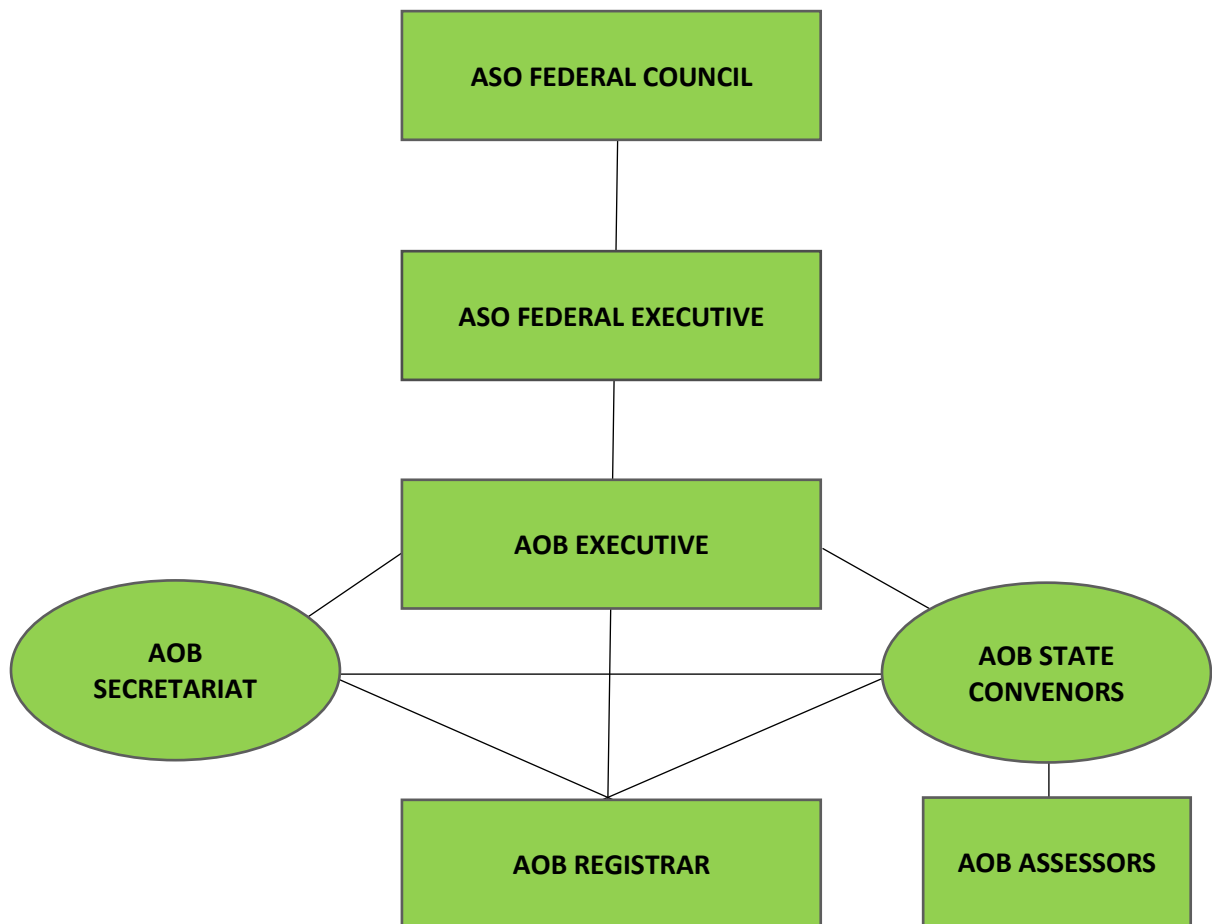 ASO FEDERAL COUNCIL
ASO FEDERAL EXECUTIVE
AOB EXECUTIVE
AOB
SECRETARIAT
AOB STATE
CONVENORS
AOB REGISTRAR
AOB ASSESSORS